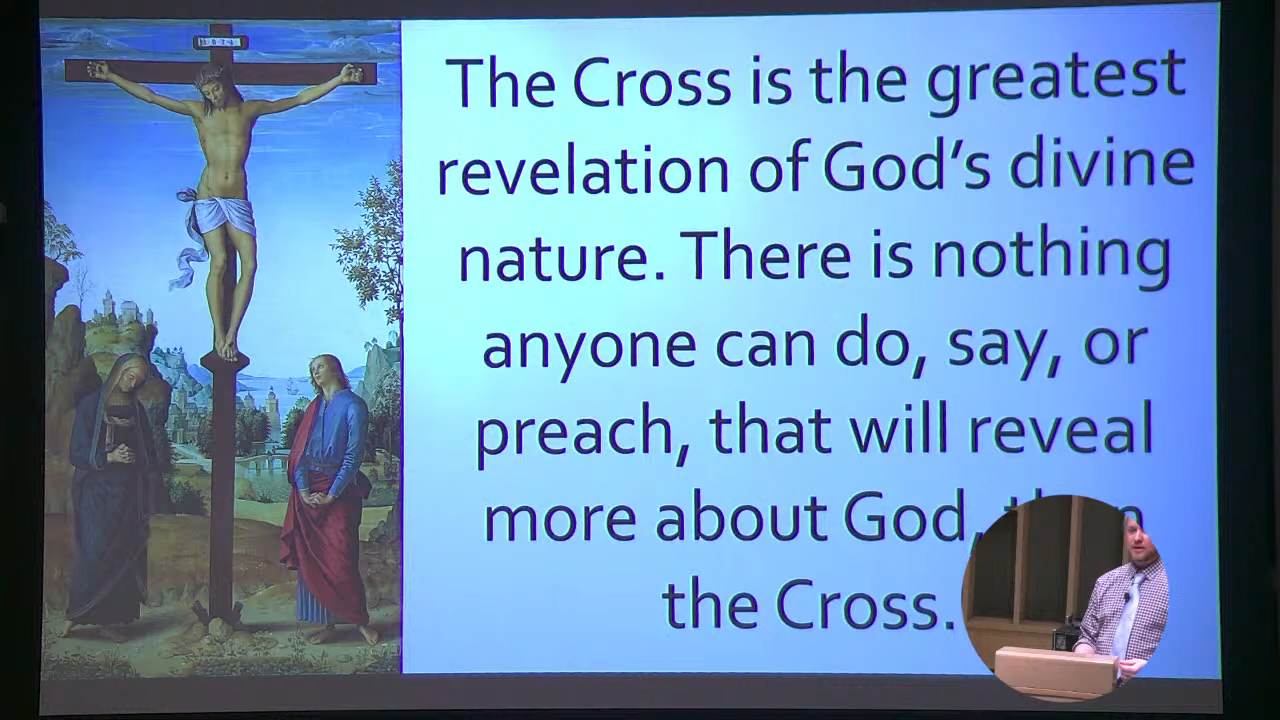 The Cross is the greatest
revelation of God's divine
nature. There is nothing
anyone can do, say, or
preach, that will reveal
more about God,
the Cross.